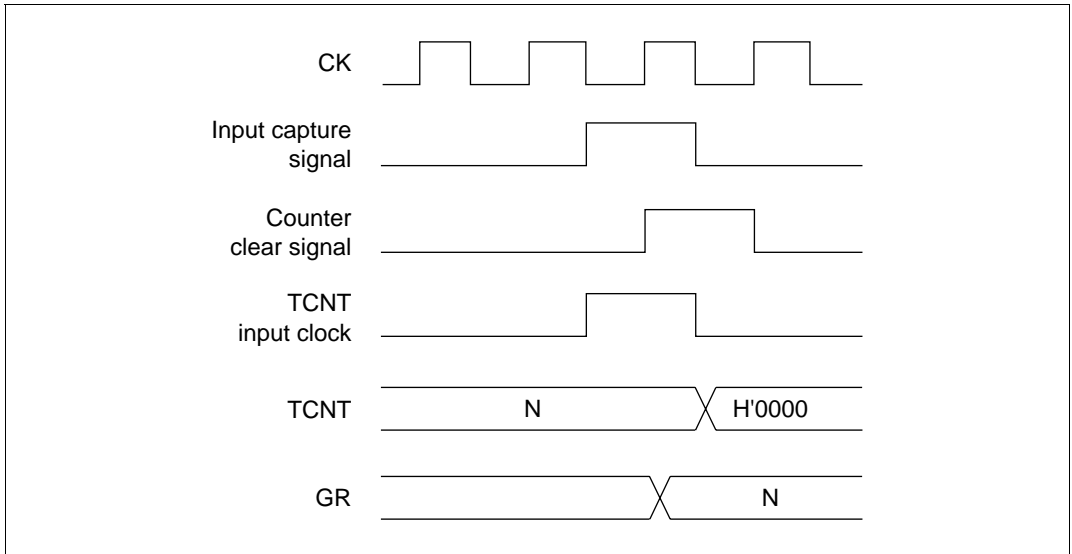 CK
Input capture
signal
Counter
clear signal
TCNT
input clock
TCNT
N
H'0000
GR
N